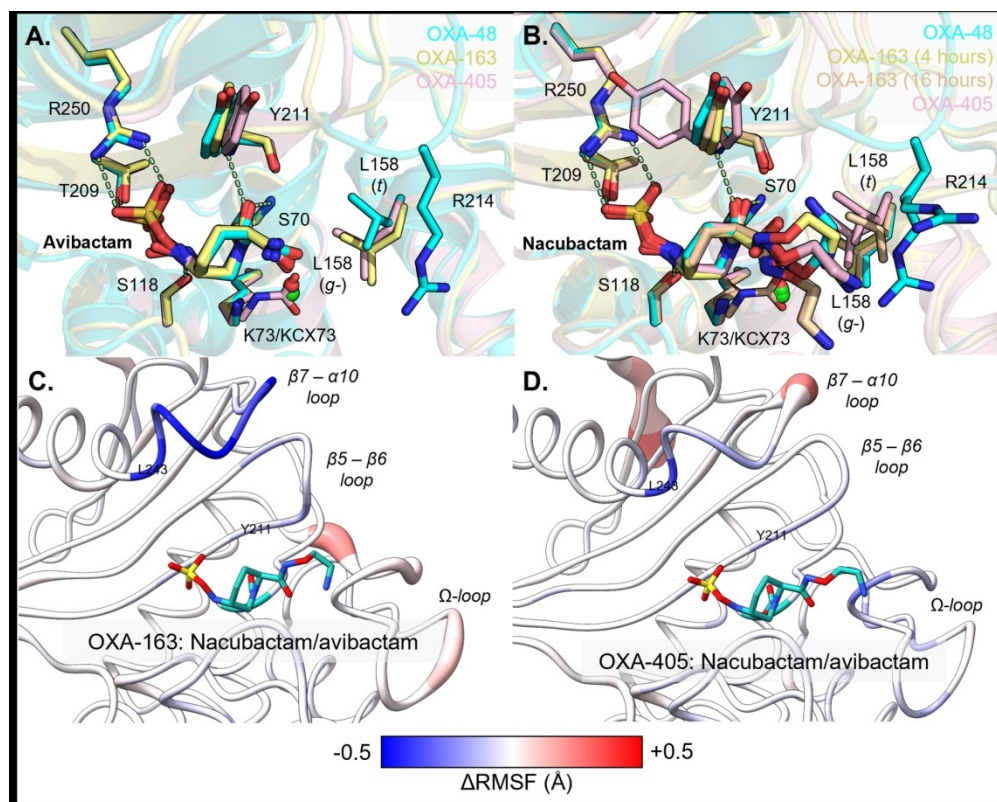 A.
OXA-48
OXA-163
OXA-405
R250
Y211
T209
L158
(t)
S70
R214
Avibactam
S118
L158
(g-)
K73/KCX73
B.
OXA-48
OXA-163 (4 hours)
OXA-163 (16 hours)
OXA-405
R250
Y211
T209
L158
(t)
S70
R214
Nacubactam
S118
L158
(g-)
K73/KCX73
C.
β7 – α10
loop
L243
β5 – β6
loop
Y211
OXA-163: Nacubactam/avibactam
D.
β7 – α10
loop
L243
β5 – β6
loop
Y211
Ω-loop
Ω-loop
OXA-405: Nacubactam/avibactam
-0.5
+0.5
ΔRMSF (Å)